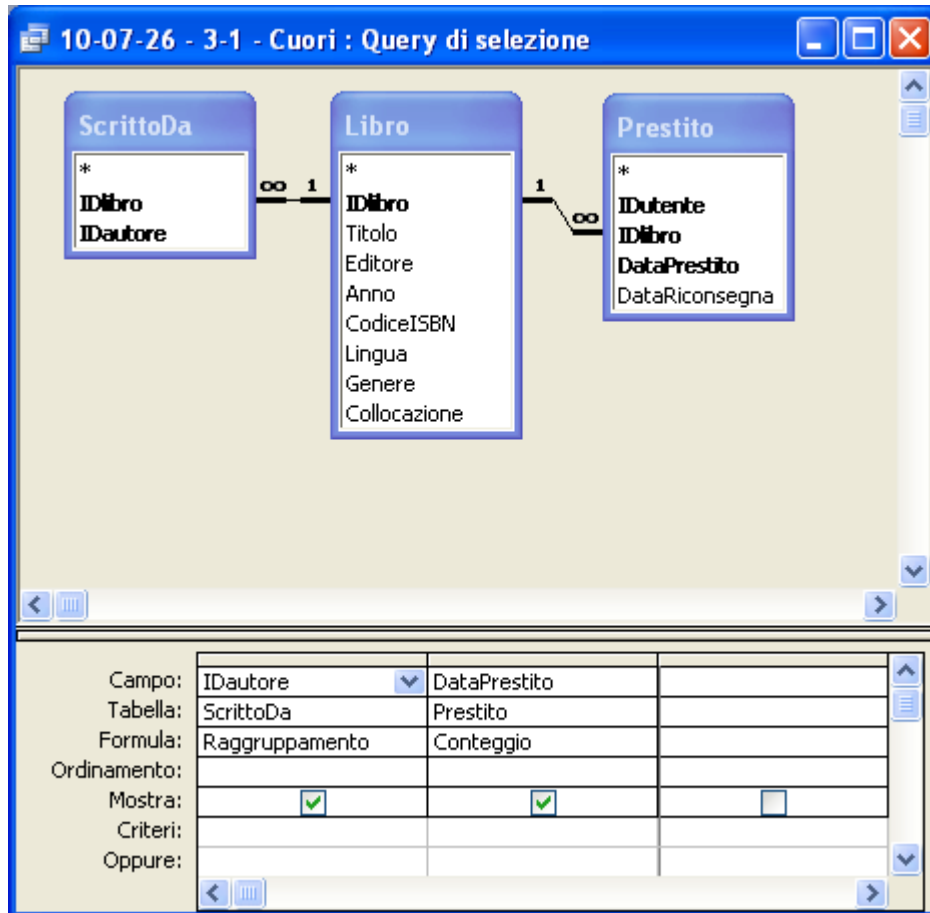 10-07-26 - 3-1 - Cuori : Query di selezione
ScrittoDa
*
IDlibro
IDautore
∞ 1
Libro
*
IDlibro
Titolo
Editore
Anno
CodiceISBN
Lingua
Genere
Collocazione
1 ∞
Prestito
*
IDutente
IDlibro
DataPrestito
DataRiconsegna
Campo: IDautore DataPrestito
Tabella: ScrittoDa Prestito
Formula: Raggruppamento Conteggio
Ordinamento:
Mostra:
Criteri:
Oppure: